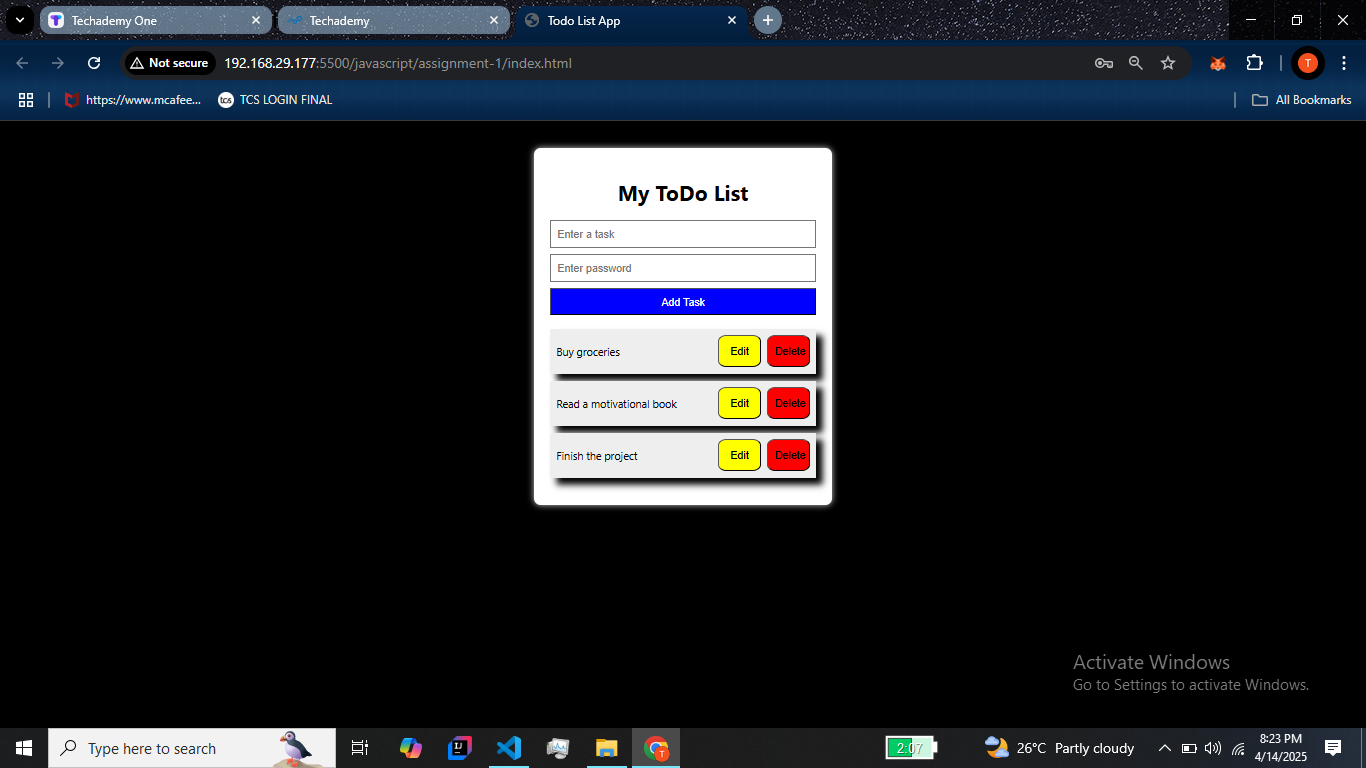 Techademy One
Techademy
Todo List App
Not secure
192.168.29.177:5500/javascript/assignment-1/index.html
T
https://www.mcafee...
tcs
TCS LOGIN FINAL
All Bookmarks
My ToDo List
Enter a task
Enter password
Add Task
Buy groceries Edit Delete
Read a motivational book Edit Delete
Finish the project Edit Delete
Activate Windows
Go to Settings to activate Windows.
Type here to search
2:07
26°C Partly cloudy
8:23 PM
4/14/2025